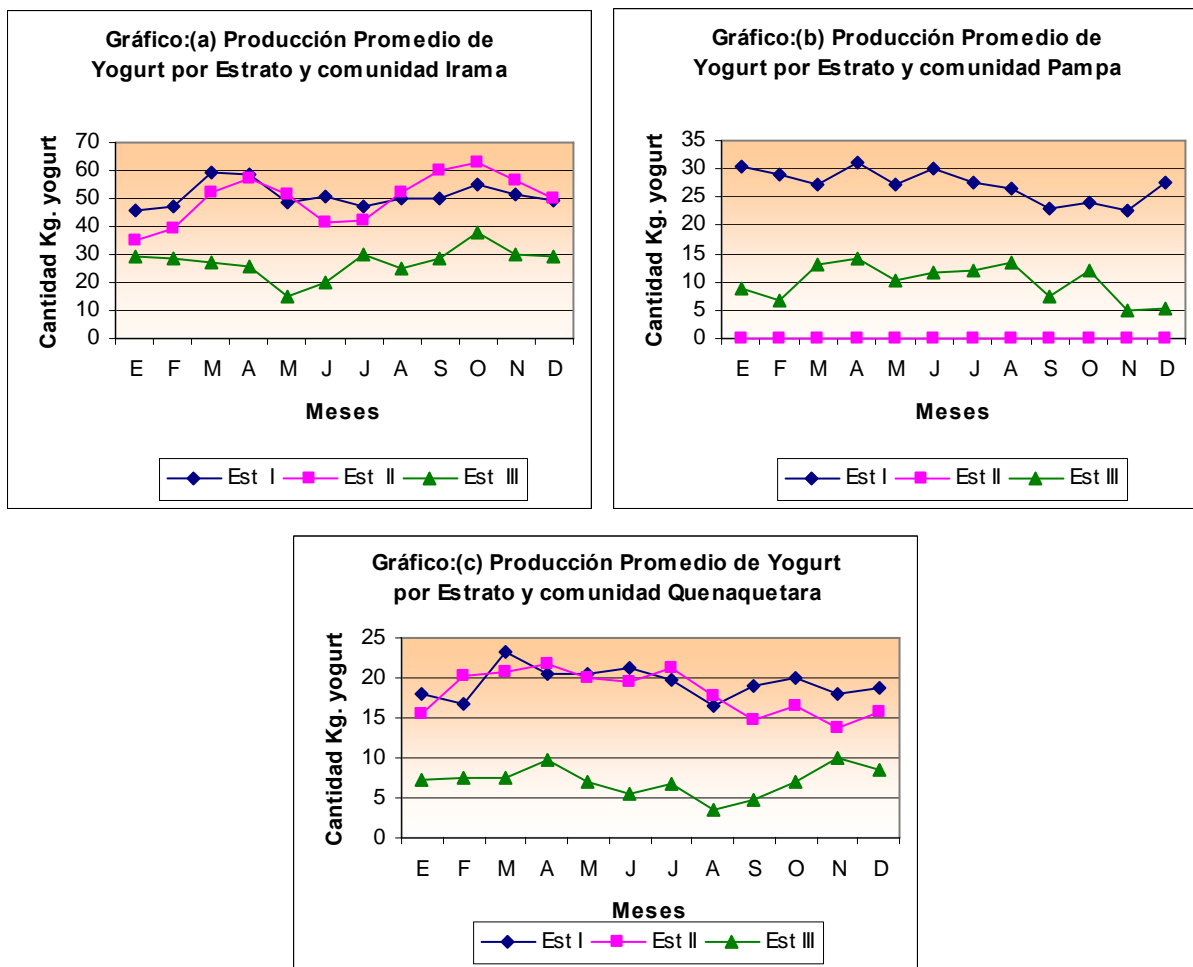 Gráfico:(a) Producción Promedio de
Yogurt por Estrato y comunidad Irama
Cantidad Kg. yogurt
70
60
50
40
30
20
10
0
E F M A M J J A S O N D
Meses
Est I Est II Est III
Gráfico:(b) Producción Promedio de
Yogurt por Estrato y comunidad Pampa
Cantidad Kg. yogurt
35
30
25
20
15
10
5
0
E F M A M J J A S O N D
Meses
Est I Est II Est III
Gráfico:(c) Producción Promedio de Yogurt
por Estrato y comunidad Quenaquetara
Cantidad Kg. yogurt
25
20
15
10
5
0
E F M A M J J A S O N D
Meses
Est I Est II Est III